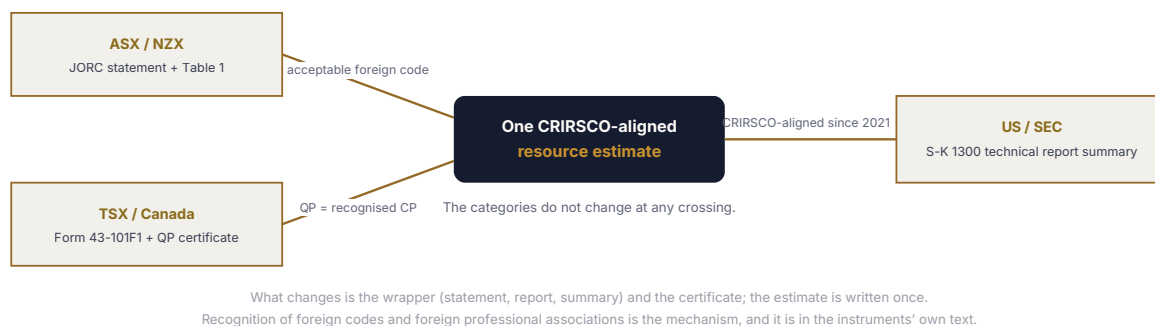 ASX / NZX
JORC statement + Table 1
acceptable foreign code
One CRIRSCO-aligned
resource estimate
CRIRSCO-aligned since 2021
US / SEC
S-K 1300 technical report summary
TSX / Canada
Form 43-101F1 + QP certificate
QP = recognised CP
The categories do not change at any crossing.
What changes is the wrapper (statement, report, summary) and the certificate; the estimate is written once.
Recognition of foreign codes and foreign professional associations is the mechanism, and it is in the instruments' own text.